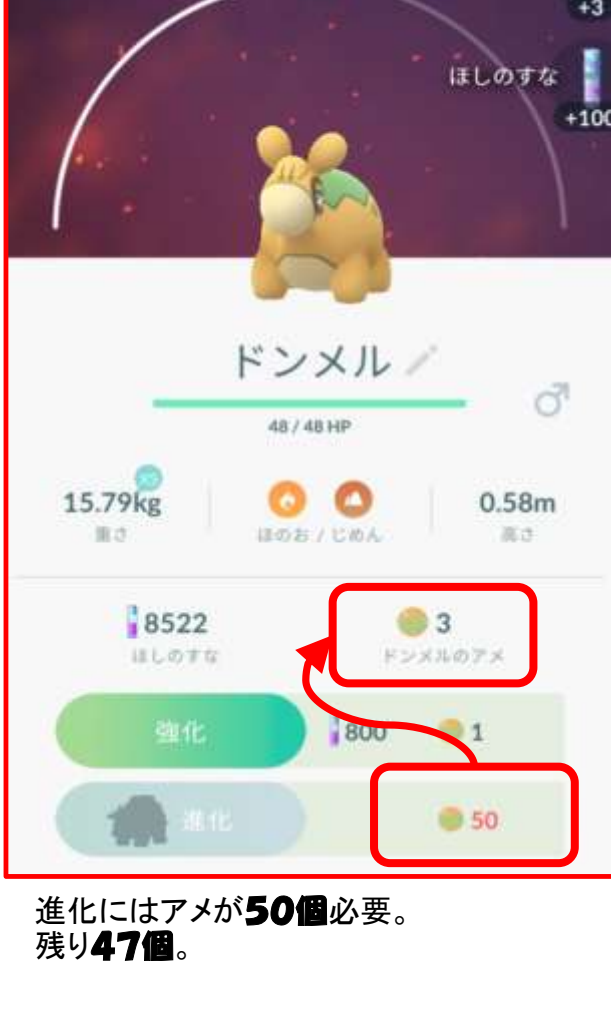 +3
ほしのすな
+100
ドンメル
48 / 48 HP
15.79kg
重さ
ほのお / じめん
0.58m
高さ
8522
ほしのすな
3
ドンメルのアメ
強化
800
1
進化
50
進化にはアメが50個必要。
残り47個。